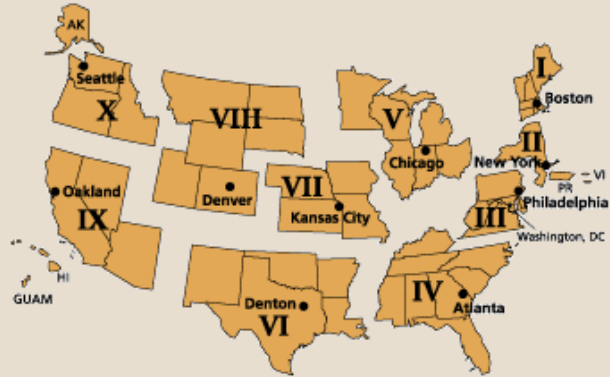 AK
Seattle
X
VIII
V
I
Boston
II
New York
Chicago
VI
PR
Denver
VII
Kansas City
Oakland
IX
Philadelphia
III
Washington, DC
HI
GUAM
Denton
VI
IV
Atlanta